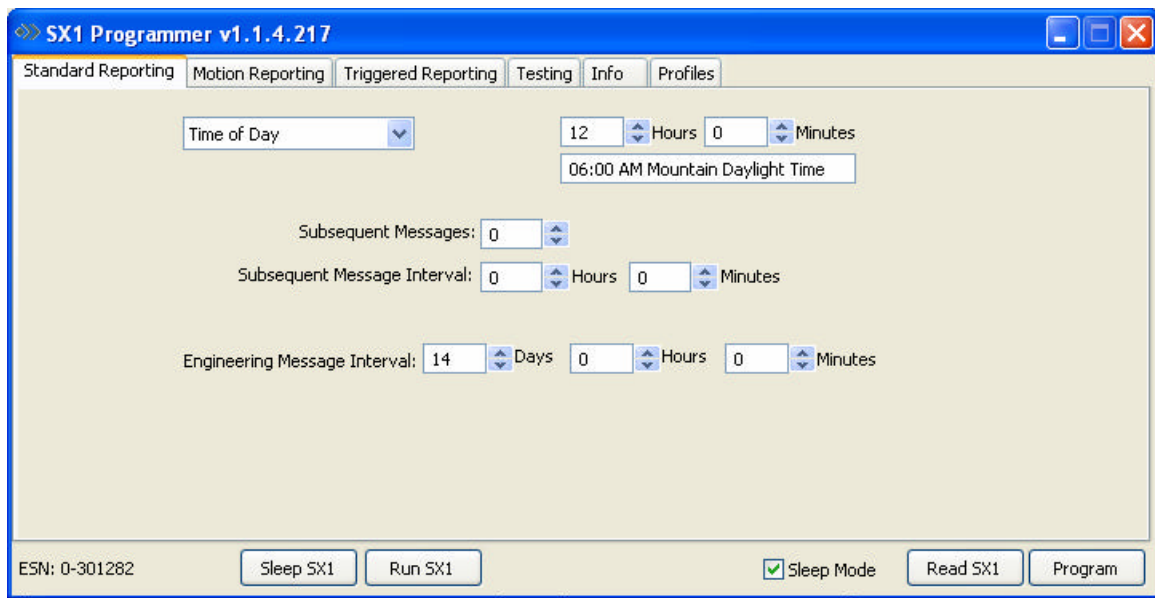 SX1 Programmer v1.1.4.217
Standard Reporting Motion Reporting Triggered Reporting Testing Info Profiles
Time of Day 12 Hours 0 Minutes
06:00 AM Mountain Daylight Time
Subsequent Messages: 0
Subsequent Message Interval: 0 Hours 0 Minutes
Engineering Message Interval: 14 Days 0 Hours 0 Minutes
ESN: 0-301282 Sleep SX1 Run SX1 Sleep Mode Read SX1 Program